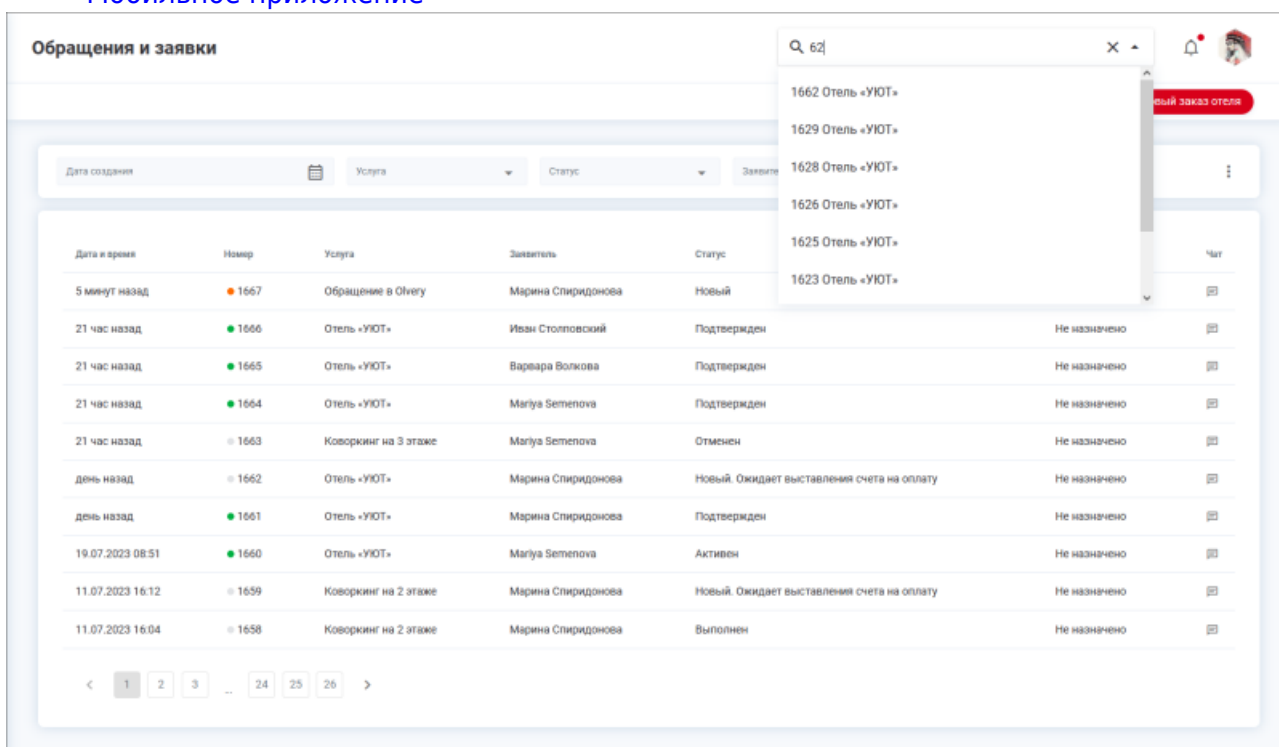 Мобильное приложение
Обращения и заявки
62
1662 Отель «УЮТ»
1629 Отель «УЮТ»
1628 Отель «УЮТ»
1626 Отель «УЮТ»
1625 Отель «УЮТ»
1623 Отель «УЮТ»
заказ отеля
Дата создания Услуга Статус
Дата и время Номер Услуга Заявитель Статус Чат
5 минут назад 1667 Обращение в Olvery Марина Спиридонова Новый
21 час назад 1666 Отель «УЮТ» Иван Столповский Подтвержден Не назначено
21 час назад 1665 Отель «УЮТ» Варвара Волкова Подтвержден Не назначено
21 час назад 1664 Отель «УЮТ» Mariya Semenova Подтвержден Не назначено
21 час назад 1663 Коворкинг на 3 этаже Mariya Semenova Отменен Не назначено
день назад 1662 Отель «УЮТ» Марина Спиридонова Новый. Ожидает выставления счета на оплату Не назначено
день назад 1661 Отель «УЮТ» Марина Спиридонова Подтвержден Не назначено
19.07.2023 08:51 1660 Отель «УЮТ» Mariya Semenova Активен Не назначено
11.07.2023 16:12 1659 Коворкинг на 2 этаже Марина Спиридонова Новый. Ожидает выставления счета на оплату Не назначено
11.07.2023 16:04 1658 Коворкинг на 2 этаже Марина Спиридонова Выполнен Не назначено
1 2 3 ... 24 25 26